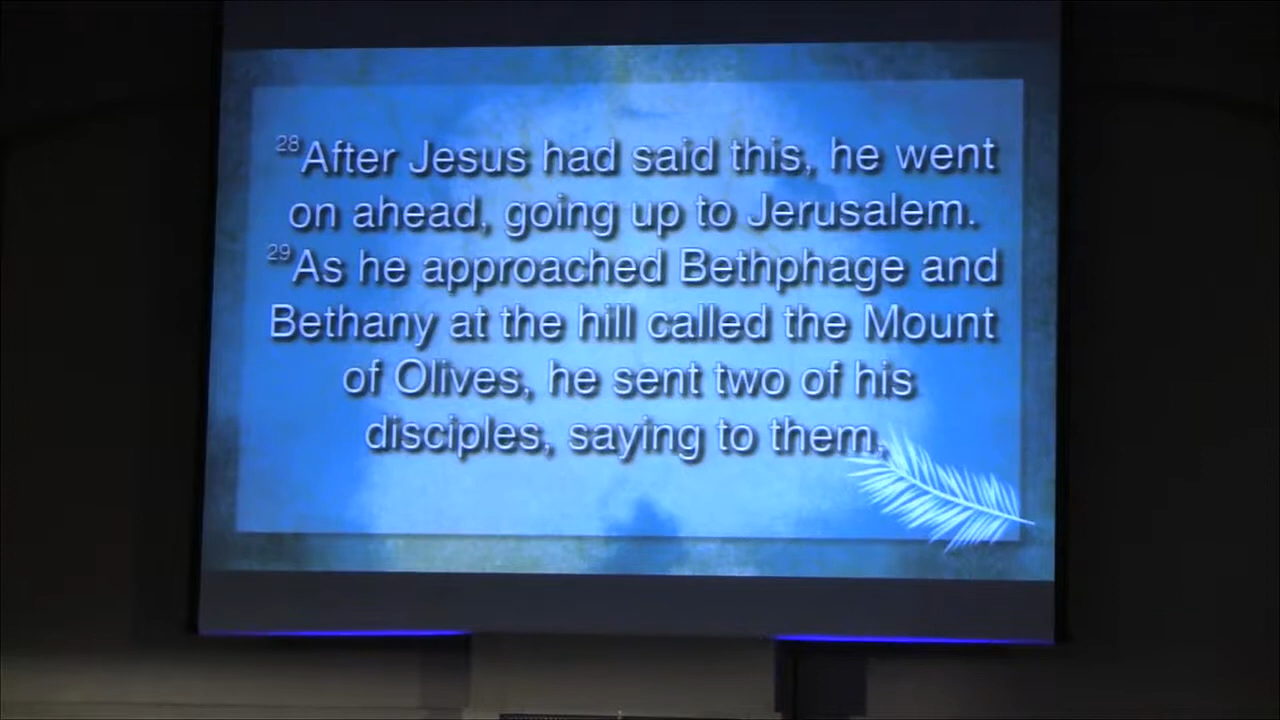 28After Jesus had said this, he went
on ahead, going up to Jerusalem.
29As he approached Bethphage and
Bethany at the hill called the Mount
of Olives, he sent two of his
disciples, saying to them,